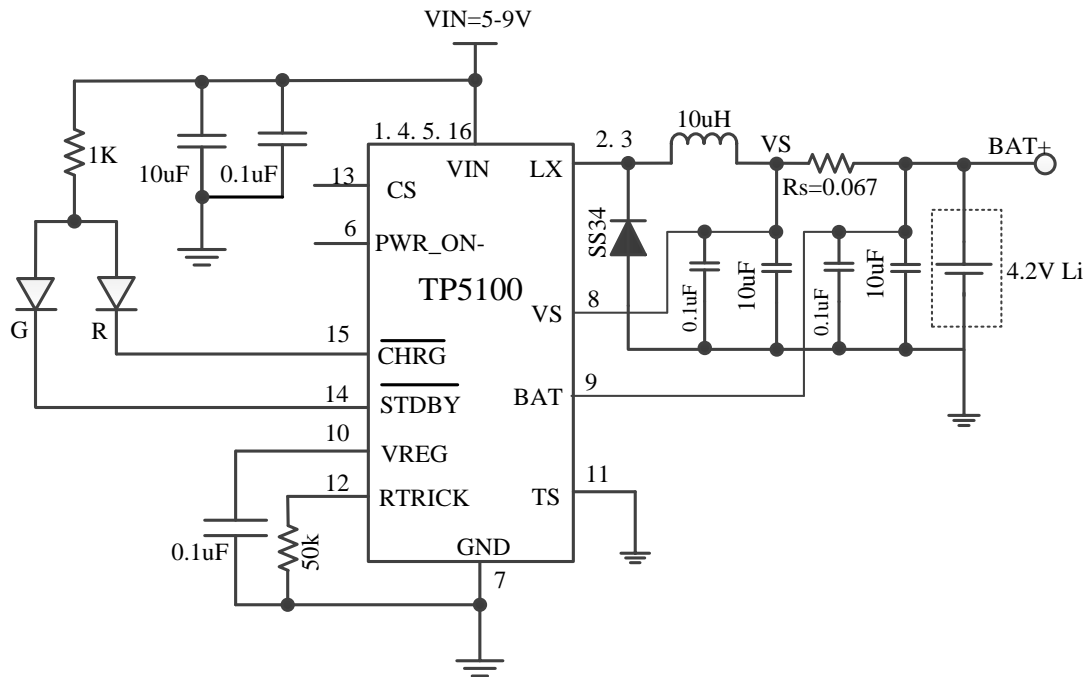 VIN=5-9V
1K
10uF
0.1uF
1. 4. 5. 16
VIN
13
CS
6
PWR_ON-
TP5100
LX
2. 3
10uH
VS
Rs=0.067
BAT+
SS34
0.1uF
10uF
0.1uF
10uF
4.2V Li
VS
8
G
R
15
CHRG
14
STDBY
BAT
9
10
VREG
12
RTRICK
TS
11
0.1uF
50k
GND
7